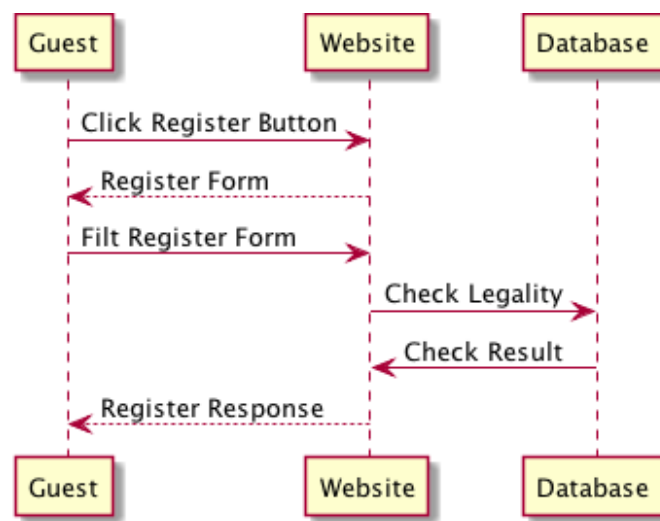 Guest Website Database
Click Register Button
Register Form
Filt Register Form
Check Legality
Check Result
Register Response
Guest Website Database